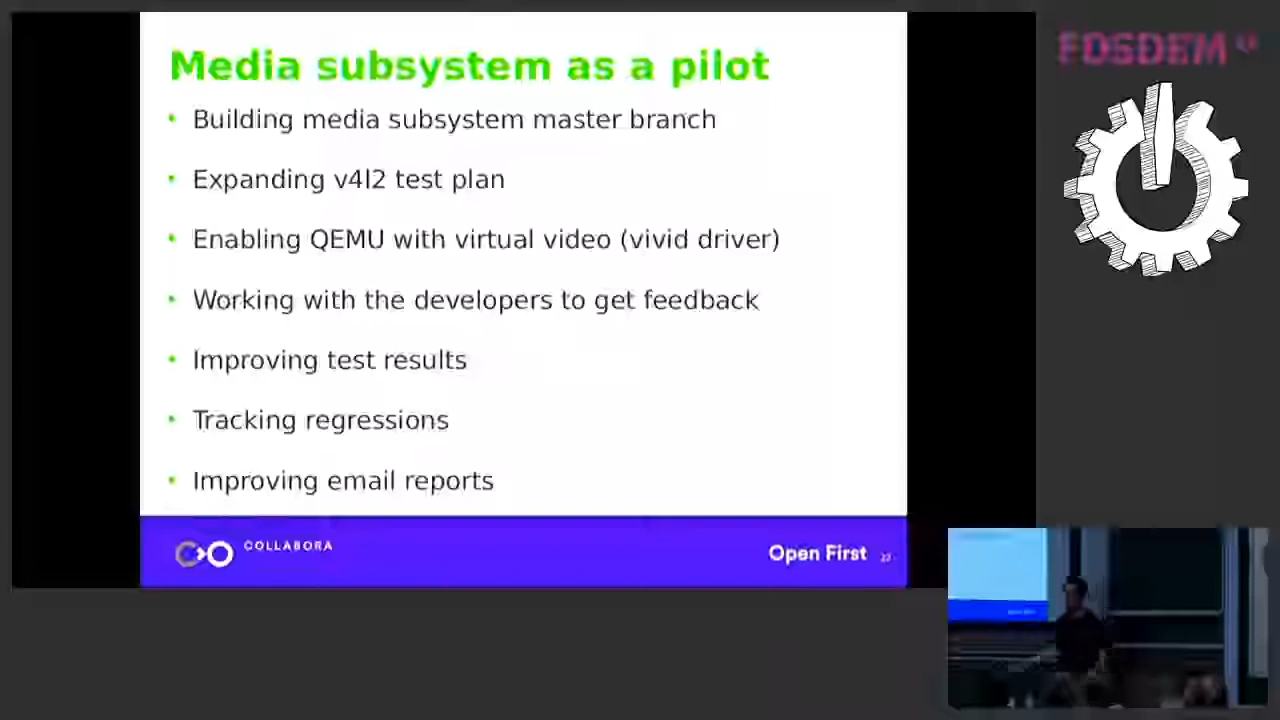 Media subsystem as a pilot
• Building media subsystem master branch
• Expanding v4l2 test plan
• Enabling QEMU with virtual video (vivid driver)
• Working with the developers to get feedback
• Improving test results
• Tracking regressions
• Improving email reports
COLLABORA
Open First
FOSDEM